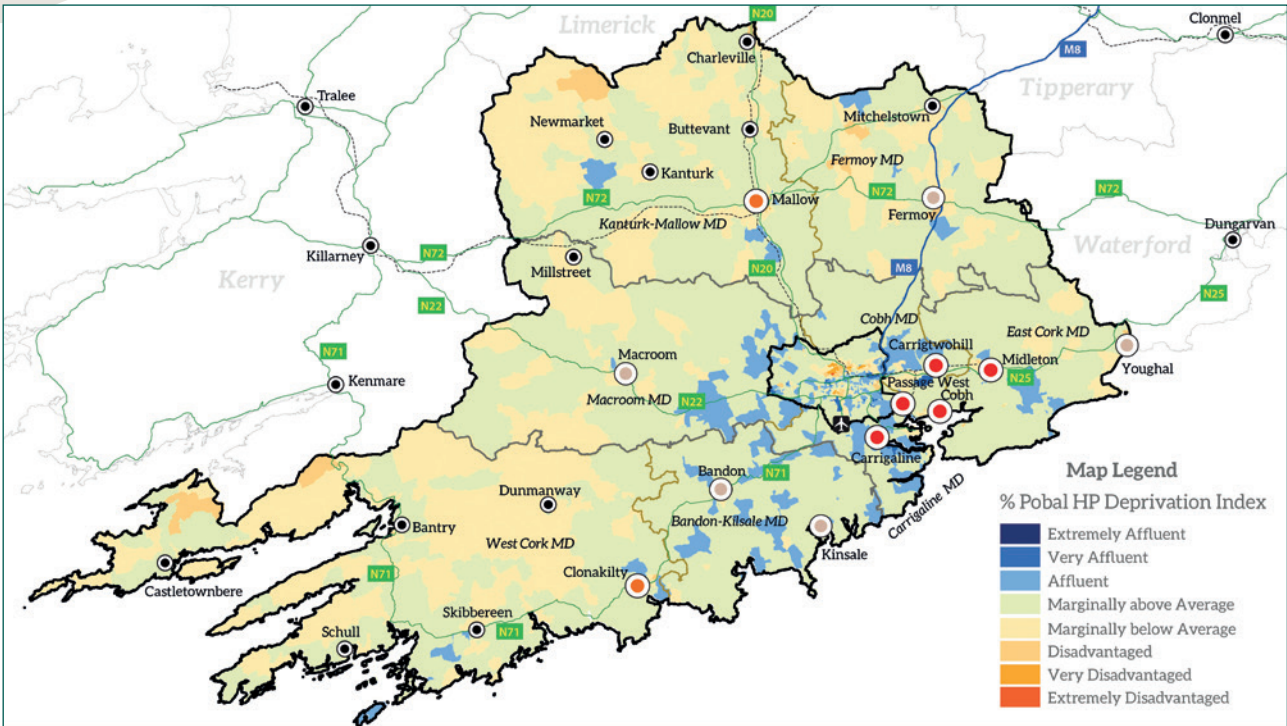 Limerick
N20
Clonmel
Charleville
M8
Tralee
Tipperary
Mitchelstown
Newmarket
Buttevant
Fermoy MD
Kanturk
N72
N72
N72
Mallow
Fermoy
Kanturk-Mallow MD
Dungarvan
Waterford
Killarney
N72
Millstreet
N20
M8
Kerry
N25
N22
Cobh MD
East Cork MD
Carrigtwohill
N71
Macroom
Midleton
Youghal
Kenmare
N25
Passage West
Macroom MD
N22
Cobh
Carrigaline
Bandon
N71
Map Legend
Dunmanway
Carrigaline MD
% Pobal HP Deprivation Index
Bantry
Bandon-Kilsale MD
Kinsale
West Cork MD
Extremely Affluent
Very Affluent
Castletownbere
N71
Clonakilty
Affluent
Marginally above Average
Skibbereen
N71
Marginally below Average
Schull
Disadvantaged
Very Disadvantaged
Extremely Disadvantaged